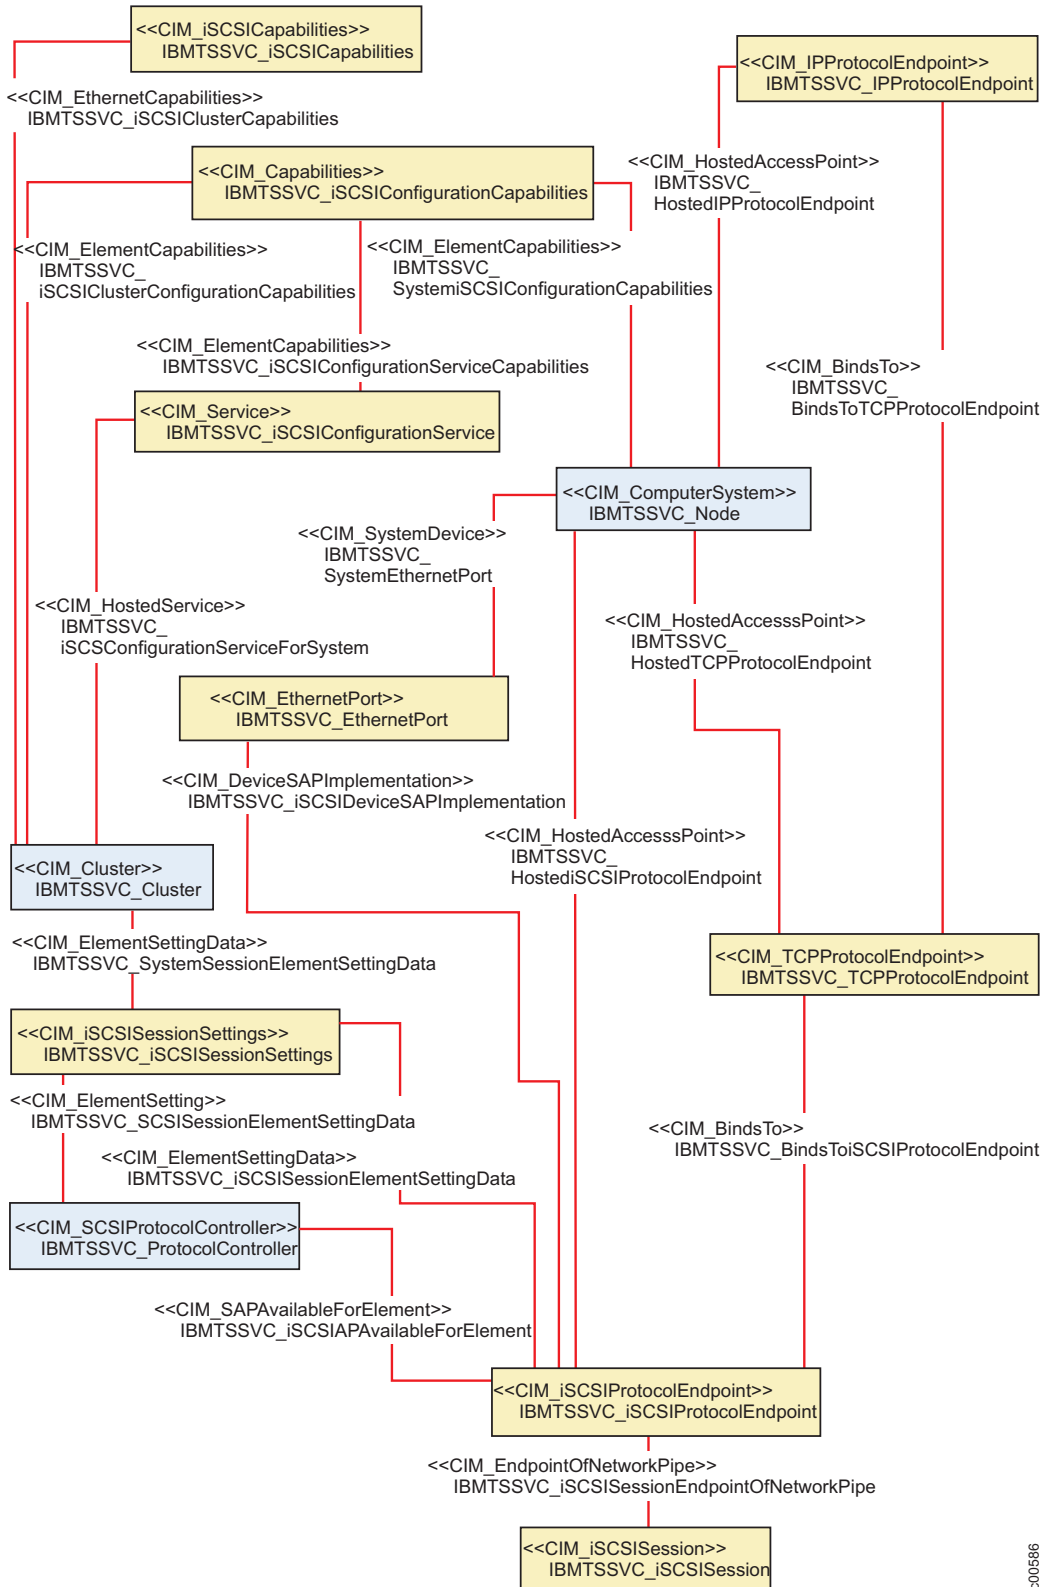 <<CIM_iSCSICapabilities>>
IBMTSSVC_iSCSICapabilities
<<CIM_IPProtocolEndpoint>>
IBMTSSVC_IPProtocolEndpoint
<<CIM_EthernetCapabilities>>
IBMTSSVC_iSCSIClusterCapabilities
<<CIM_Capabilities>>
IBMTSSVC_iSCSIConfigurationCapabilities
<<CIM_HostedAccessPoint>>
IBMTSSVC_
HostedIPProtocolEndpoint
<<CIM_ElementCapabilities>>
IBMTSSVC_
iSCSIClusterConfigurationCapabilities
<<CIM_ElementCapabilities>>
IBMTSSVC_
SystemiSCSIConfigurationCapabilities
<<CIM_ElementCapabilities>>
IBMTSSVC_iSCSIConfigurationServiceCapabilities
<<CIM_BindsTo>>
IBMTSSVC_
BindsToTCPProtocolEndpoint
<<CIM_Service>>
IBMTSSVC_iSCSIConfigurationService
<<CIM_ComputerSystem>>
IBMTSSVC_Node
<<CIM_SystemDevice>>
IBMTSSVC_
SystemEthernetPort
<<CIM_HostedService>>
IBMTSSVC_
iSCSConfigurationServiceForSystem
<<CIM_HostedAccesssPoint>>
IBMTSSVC_
HostedTCPProtocolEndpoint
<<CIM_EthernetPort>>
IBMTSSVC_EthernetPort
<<CIM_DeviceSAPImplementation>>
IBMTSSVC_iSCSIDeviceSAPImplementation
<<CIM_HostedAccesssPoint>>
IBMTSSVC_
HostediSCSIProtocolEndpoint
<<CIM_Cluster>>
IBMTSSVC_Cluster
<<CIM_ElementSettingData>>
IBMTSSVC_SystemSessionElementSettingData
<<CIM_TCPProtocolEndpoint>>
IBMTSSVC_TCPProtocolEndpoint
<<CIM_iSCSISessionSettings>>
IBMTSSVC_iSCSISessionSettings
<<CIM_ElementSetting>>
IBMTSSVC_SCSISessionElementSettingData
<<CIM_BindsTo>>
IBMTSSVC_BindsToiSCSIProtocolEndpoint
<<CIM_ElementSettingData>>
IBMTSSVC_iSCSISessionElementSettingData
<<CIM_SCSIProtocolController>>
IBMTSSVC_ProtocolController
<<CIM_SAPAvailableForElement>>
IBMTSSVC_iSCSIAPAvailableForElement
<<CIM_iSCSIProtocolEndpoint>>
IBMTSSVC_iSCSIProtocolEndpoint
<<CIM_EndpointOfNetworkPipe>>
IBMTSSVC_iSCSISessionEndpointOfNetworkPipe
<<CIM_iSCSISession>>
IBMTSSVC_iSCSISession